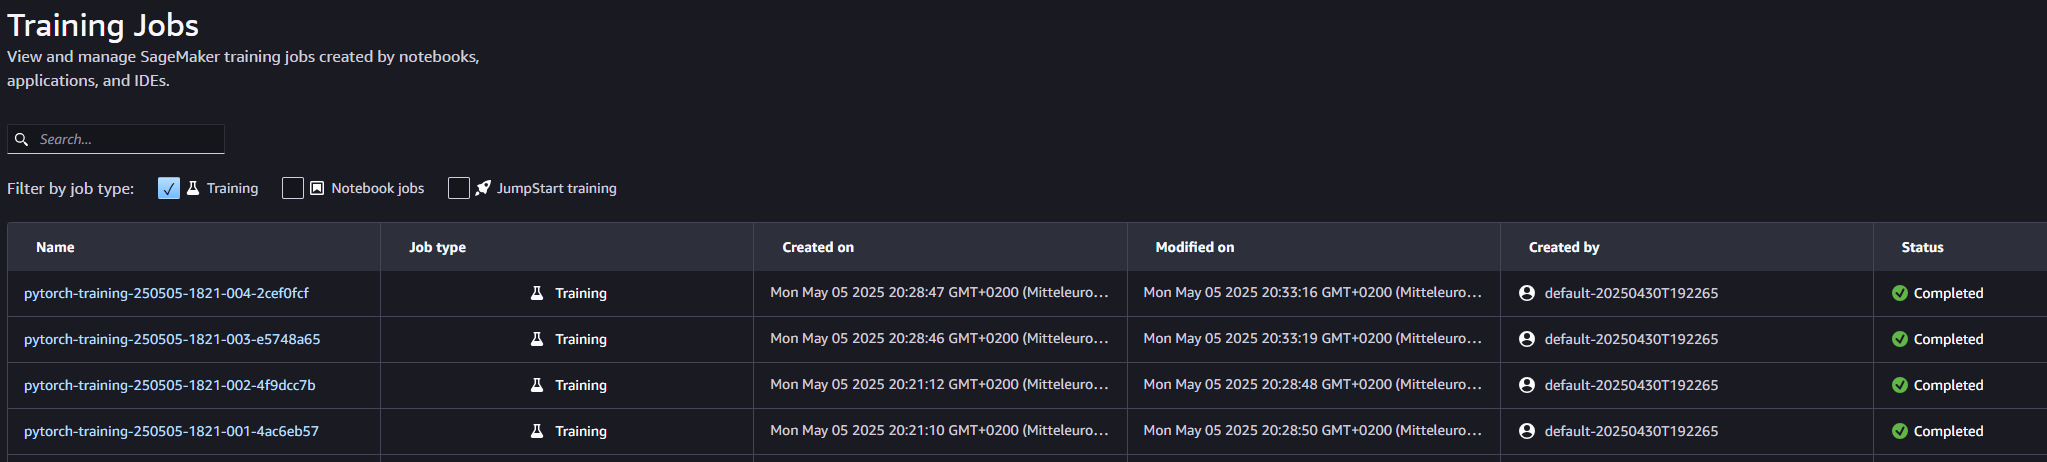 Training Jobs
View and manage SageMaker training jobs created by notebooks,
applications, and IDEs.
Search...
Filter by job type: Training Notebook jobs JumpStart training
Name Job type Created on Modified on Created by Status
pytorch-training-250505-1821-004-2cef0fcf Training Mon May 05 2025 20:28:47 GMT+0200 (Mitteleuro... Mon May 05 2025 20:33:16 GMT+0200 (Mitteleuro... default-20250430T192265 Completed
pytorch-training-250505-1821-003-e5748a65 Training Mon May 05 2025 20:28:46 GMT+0200 (Mitteleuro... Mon May 05 2025 20:33:19 GMT+0200 (Mitteleuro... default-20250430T192265 Completed
pytorch-training-250505-1821-002-4f9dcc7b Training Mon May 05 2025 20:21:12 GMT+0200 (Mitteleuro... Mon May 05 2025 20:28:48 GMT+0200 (Mitteleuro... default-20250430T192265 Completed
pytorch-training-250505-1821-001-4ac6eb57 Training Mon May 05 2025 20:21:10 GMT+0200 (Mitteleuro... Mon May 05 2025 20:28:50 GMT+0200 (Mitteleuro... default-20250430T192265 Completed